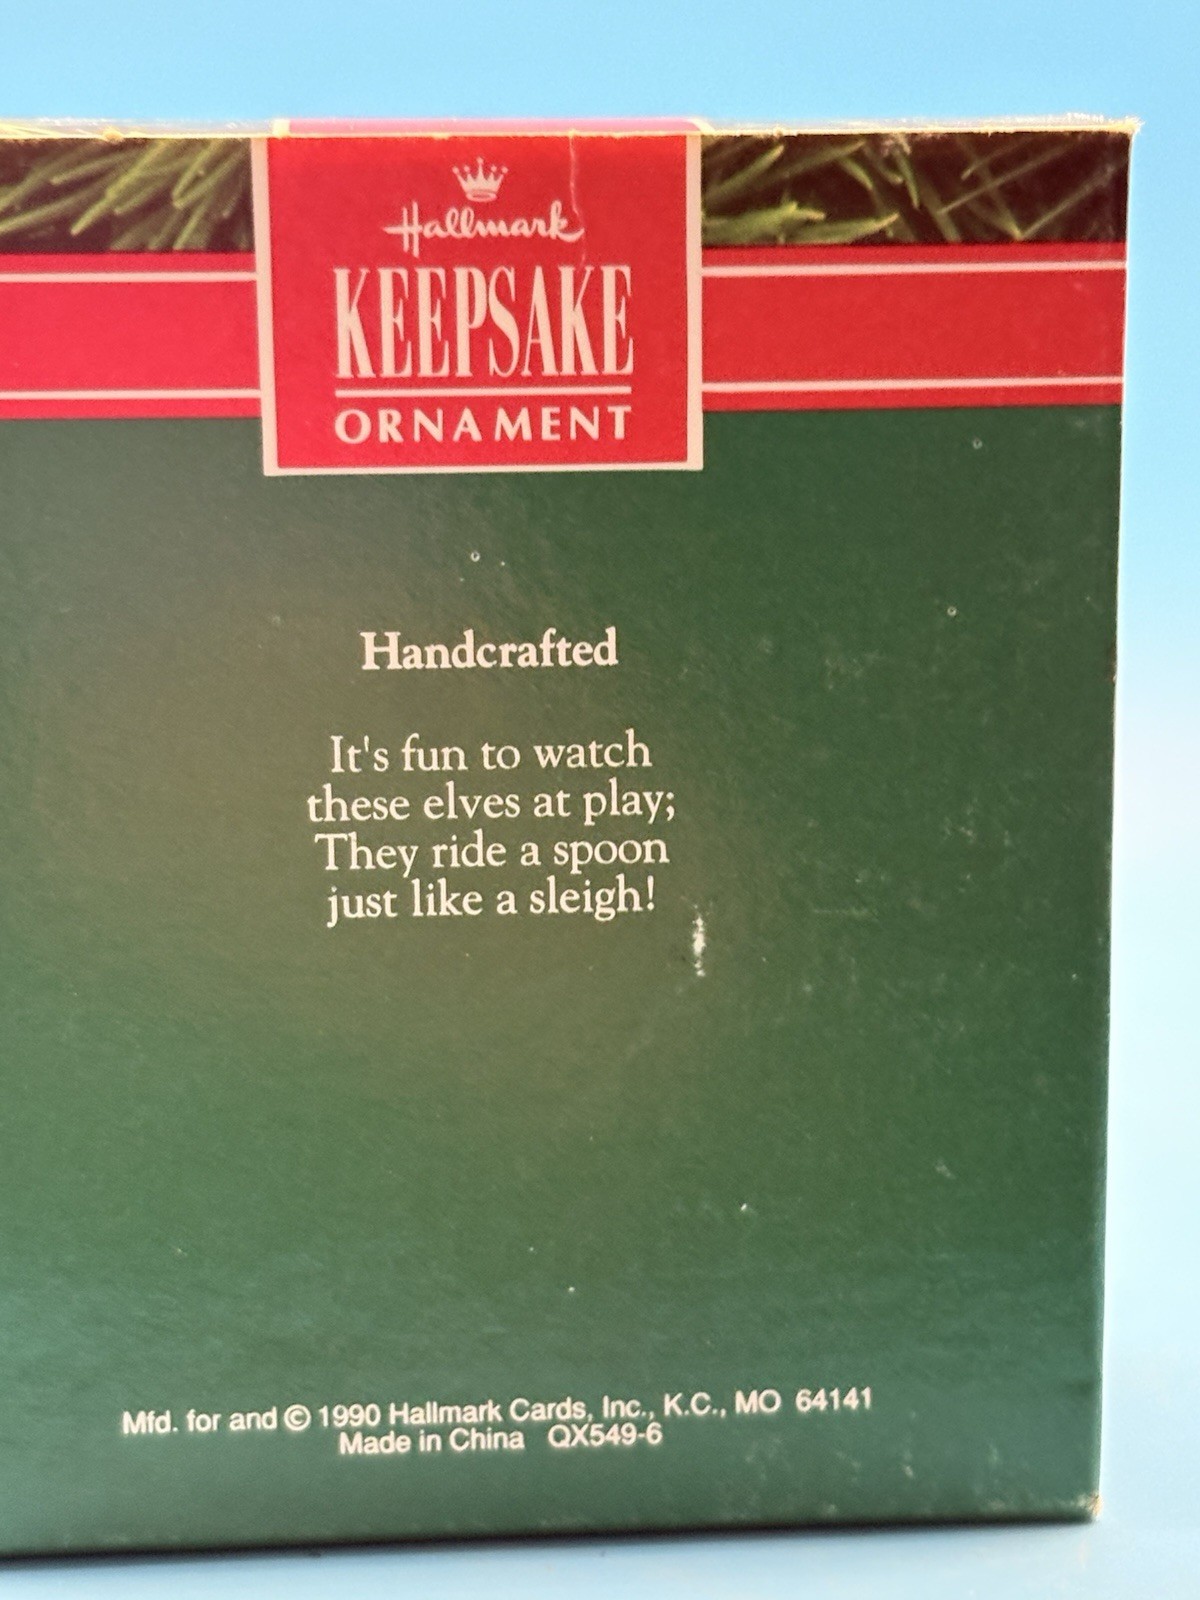 Hallmark
KEEPSAKE
ORNAMENT
Handcrafted
It's fun to watch
these elves at play;
They ride a spoon
just like a sleigh!
Mfd. for and © 1990 Hallmark Cards, Inc., K.C., MO 64141
Made in China QX549-6